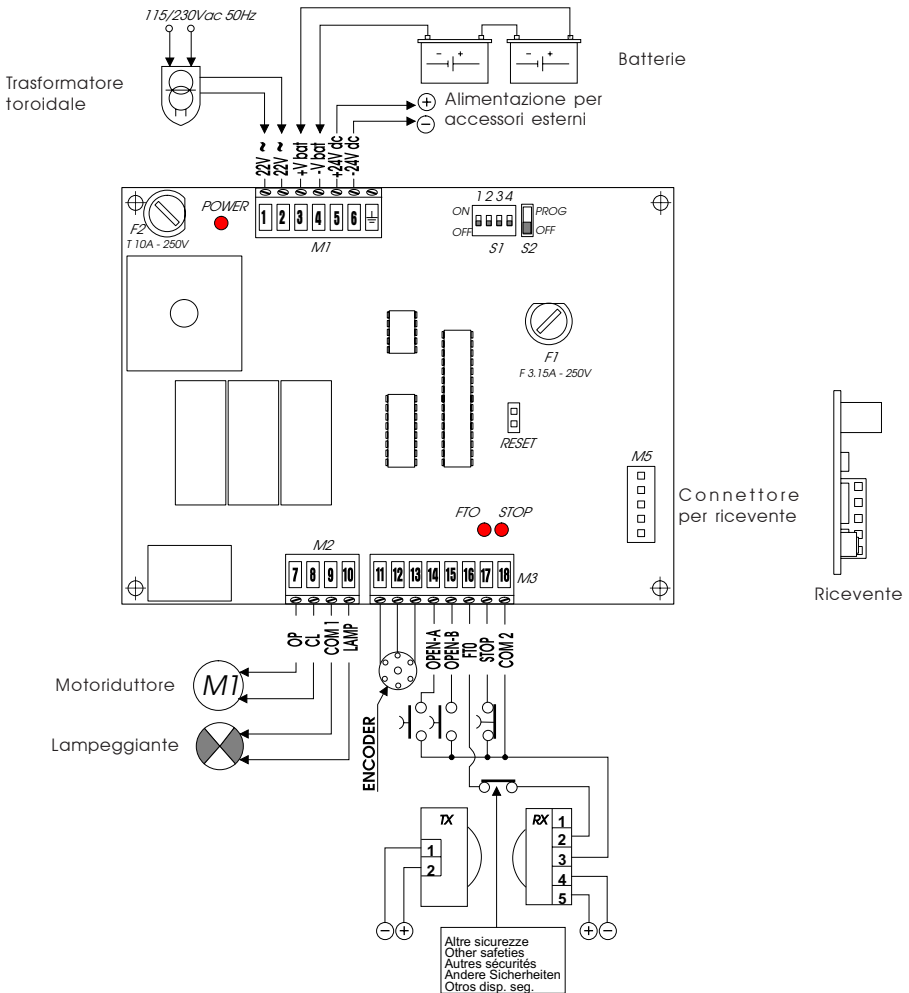 115/230Vac 50Hz
Trasformatore
toroidale
Batterie
- +
- +
+ Alimentazione per
- accessori esterni
22V ~
22V ~
+V bat
-V bat
+24V dc
-24V dc
F2
T 10A - 250V
POWER
1 2 3 4 5 6
M1
1 2 3 4
ON
OFF
S1
PROG
OFF
S2
F1
F 3.15A - 250V
RESET
M5
Connettore
per ricevente
Ricevente
FTO STOP
M2
7 8 9 10
11 12 13 14 15 16 17 18
M3
OP
CL
COM 1
LAMP
OPEN-A
OPEN-B
FTO
STOP
COM 2
Motoriduttore
M1
Lampeggiante
ENCODER
TX
1
2
RX
1
2
3
4
5
- +
+ -
Altre sicurezze
Other safeties
Autres sécurités
Andere Sicherheiten
Otros disp. seg.